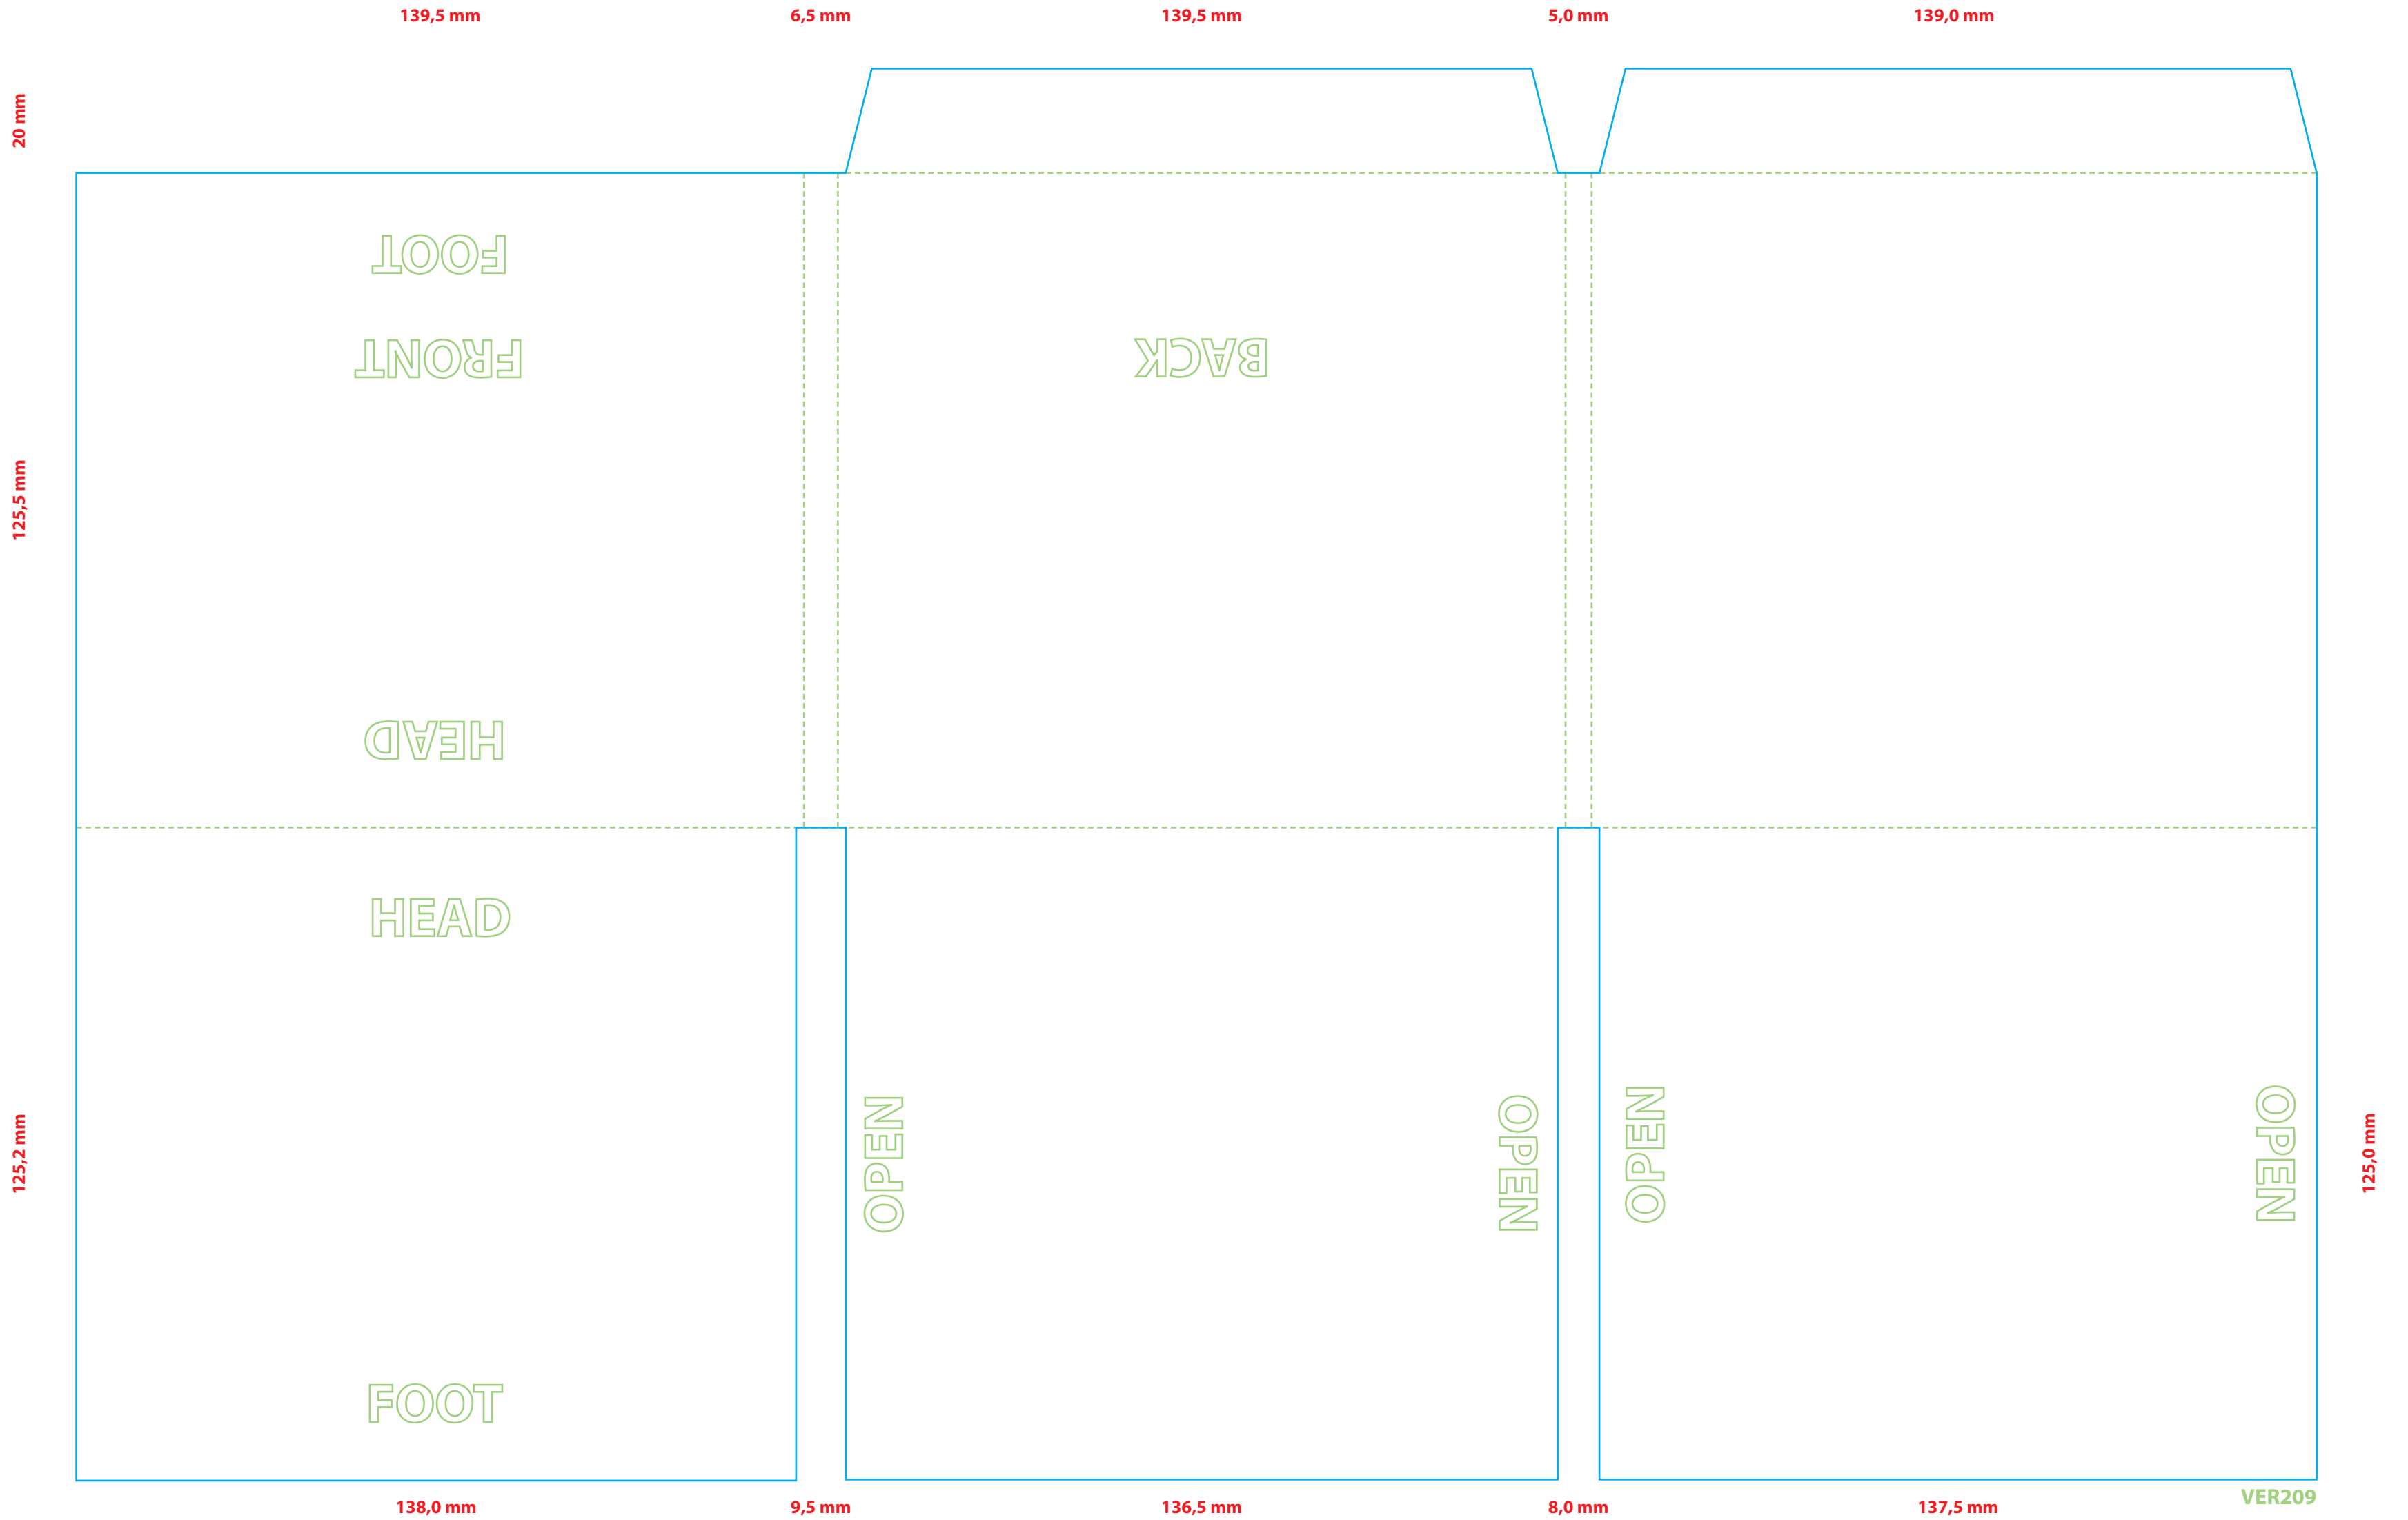 139,5 mm
6,5 mm
139,5 mm
5,0 mm
139,0 mm
20 mm
FOOT
FRONT
BACK
125,5 mm
HEAD
HEAD
OPEN
OPEN
OPEN
OPEN
125,2 mm
125,0 mm
FOOT
VER209
138,0 mm
9,5 mm
136,5 mm
8,0 mm
137,5 mm